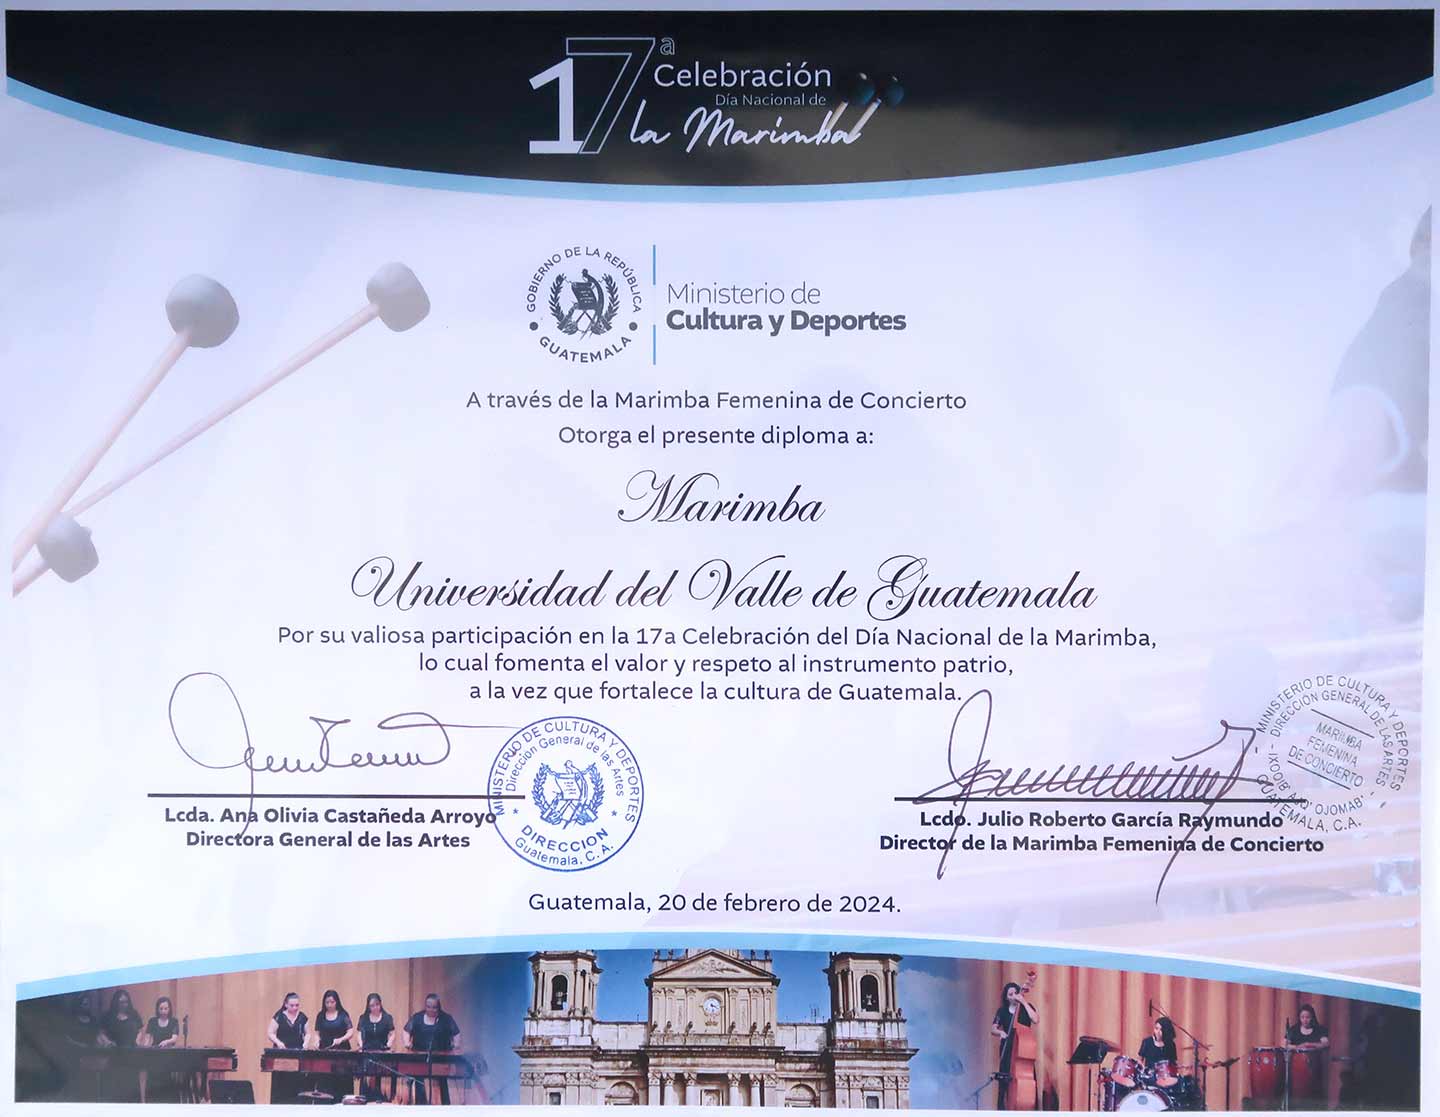 17a
Celebración
Día Nacional de
la Marimba
GOBIERNO DE LA REPÚBLICA
GUATEMALA
Ministerio de
Cultura y Deportes
A través de la Marimba Femenina de Concierto
Otorga el presente diploma a:
Marimba
Universidad del Valle de Guatemala
Por su valiosa participación en la 17a Celebración del Día Nacional de la Marimba,
lo cual fomenta el valor y respeto al instrumento patrio,
a la vez que fortalece la cultura de Guatemala.
MINISTERIO DE CULTURA Y DEPORTES
Dirección General de las Artes
DIRECCION
Guatemala, C. A.
MINISTERIO DE CULTURA Y DEPORTES
DIRECCIÓN GENERAL DE LAS ARTES
MARIMBA
FEMENINA
DE CONCIERTO
GUATEMALA, C.A.
Lcda. Ana Olivia Castañeda Arroyo
Directora General de las Artes
Lcdo. Julio Roberto García Raymundo
Director de la Marimba Femenina de Concierto
Guatemala, 20 de febrero de 2024.